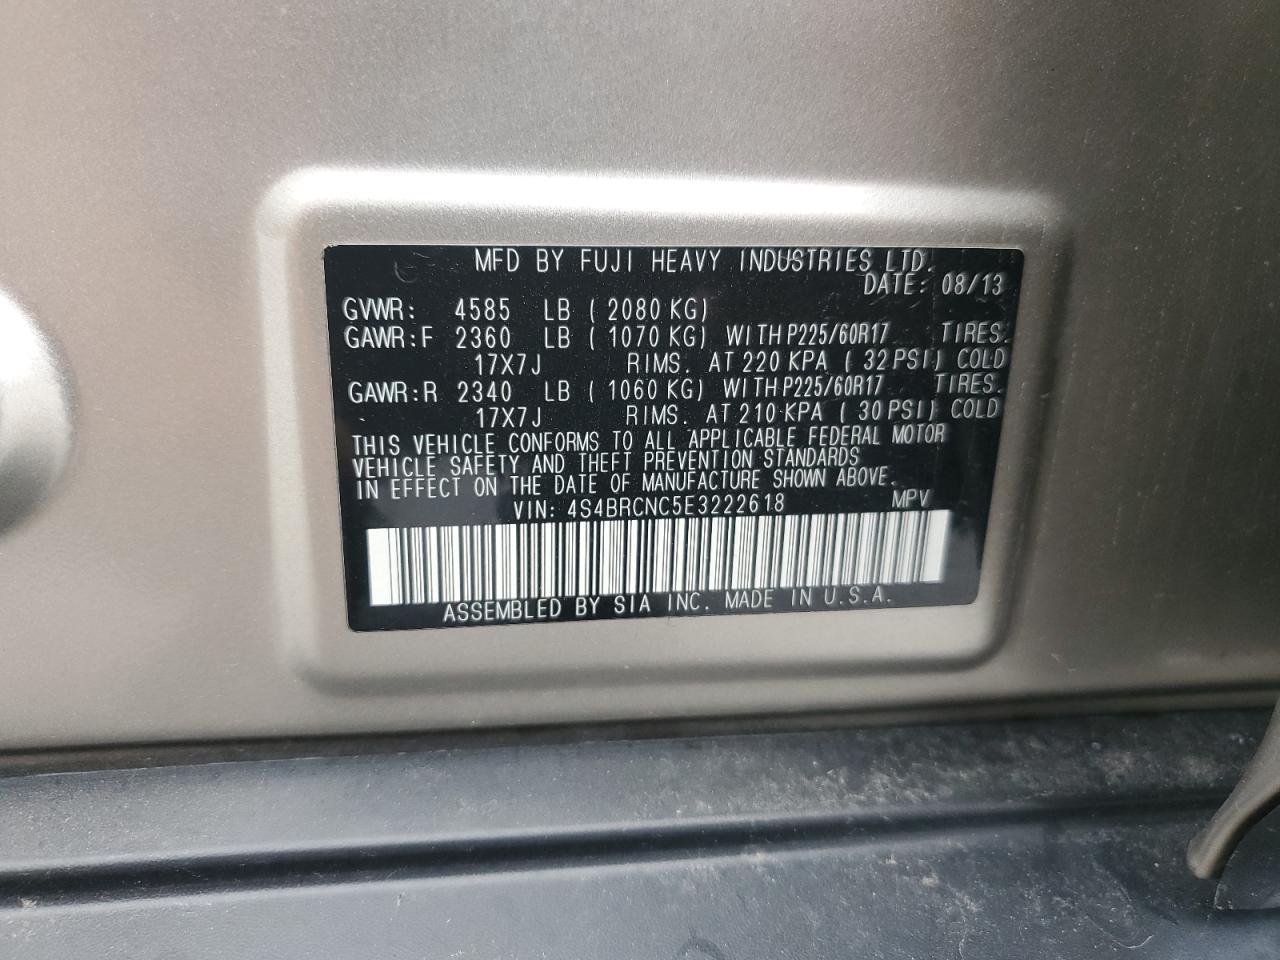 MFD BY FUJI HEAVY INDUSTRIES LTD.
DATE: 08/13
GVWR: 4585 LB ( 2080 KG)
GAWR:F 2360 LB ( 1070 KG) WITH P225/60R17 TIRES.
17X7J RIMS. AT 220 KPA ( 32 PSI) COLD
GAWR:R 2340 LB ( 1060 KG) WITH P225/60R17 TIRES.
17X7J RIMS. AT 210 KPA ( 30 PSI) COLD
THIS VEHICLE CONFORMS TO ALL APPLICABLE FEDERAL MOTOR
VEHICLE SAFETY AND THEFT PREVENTION STANDARDS
IN EFFECT ON THE DATE OF MANUFACTURE SHOWN ABOVE.
VIN: 4S4BRCNC5E3222618 MPV
ASSEMBLED BY SIA INC. MADE IN U.S.A.